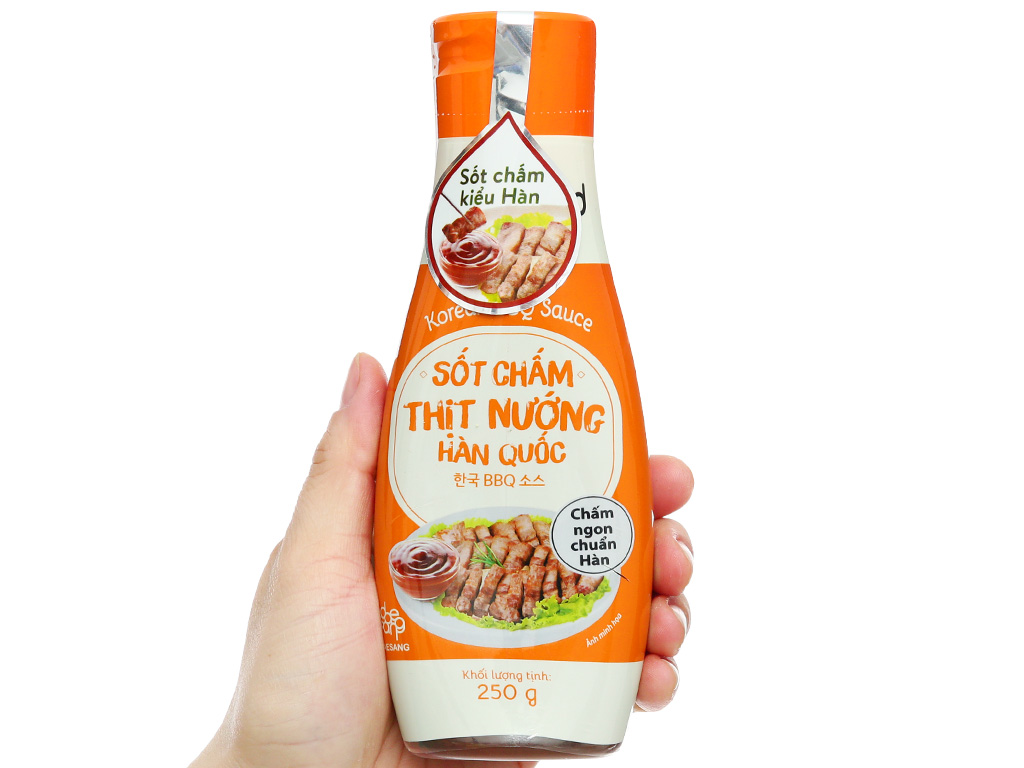 Sốt chấm
kiểu Hàn
Sauce
SỐT CHẤM
THỊT NƯỚNG
HÀN QUỐC
한국 BBQ 소스
Chấm
ngon
chuẩn
Hàn
Ảnh minh họa
Khối lượng tịnh:
250 g